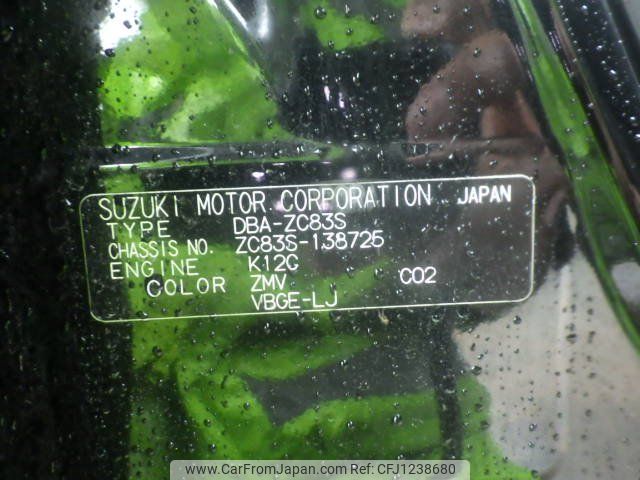 SUZUKI MOTOR CORPORATION JAPAN
TYPE DBA-ZC83S
CHASSIS NO. ZC83S-138725
ENGINE K12C
COLOR ZMV C02
VBGE-LJ
www.CarFromJapan.com Ref:CFJ1238680